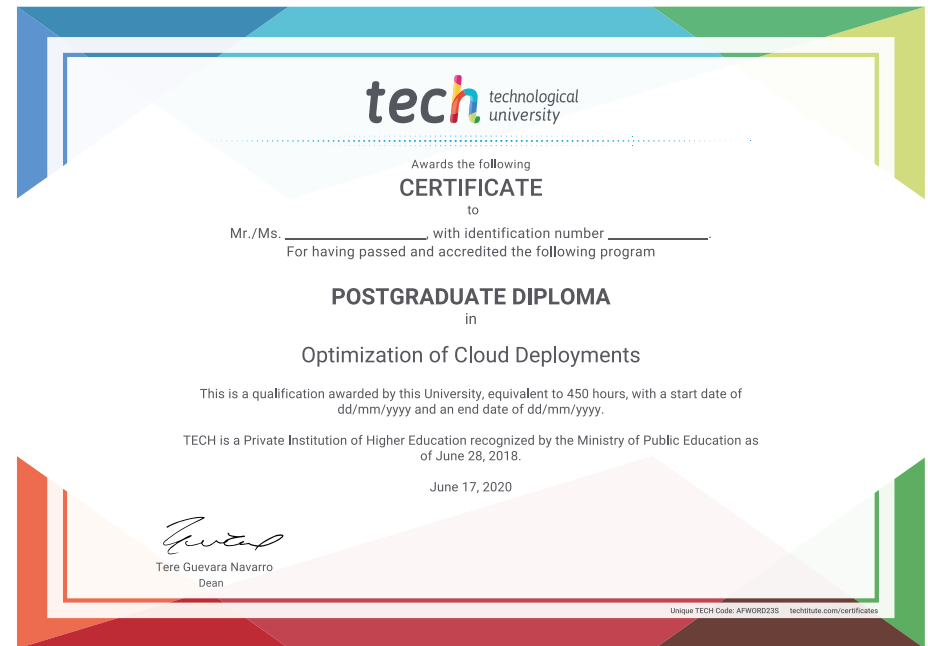 tech technological
university
Awards the following
CERTIFICATE
to
Mr./Ms. ____________________, with identification number ______________.
For having passed and accredited the following program
POSTGRADUATE DIPLOMA
in
Optimization of Cloud Deployments
This is a qualification awarded by this University, equivalent to 450 hours, with a start date of
dd/mm/yyyy and an end date of dd/mm/yyyy.
TECH is a Private Institution of Higher Education recognized by the Ministry of Public Education as
of June 28, 2018.
June 17, 2020
Tere Guevara Navarro
Dean
Unique TECH Code: AFWORD23S techtitute.com/certificates